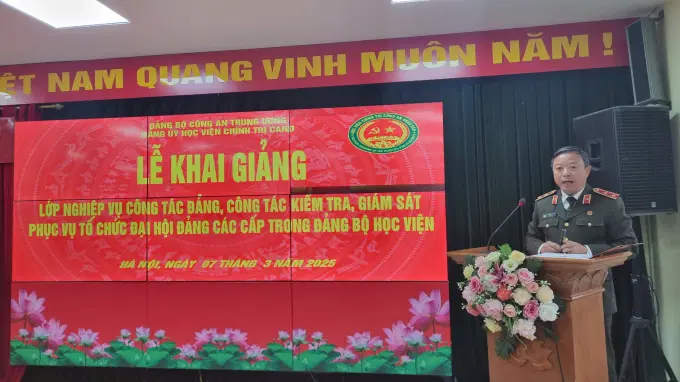 ỆT NAM QUANG VINH MUÔN NĂM !
ĐẢNG BỘ CÔNG AN TRUNG ƯƠNG
ĐẢNG ỦY HỌC VIỆN CHÍNH TRỊ CAND
LỄ KHAI GIẢNG
LỚP NGHIỆP VỤ CÔNG TÁC ĐẢNG, CÔNG TÁC KIỂM TRA, GIÁM SÁT
PHỤC VỤ TỔ CHỨC ĐẠI HỘI ĐẢNG CÁC CẤP TRONG ĐẢNG BỘ HỌC VIỆN
HÀ NỘI, NGÀY 07 THÁNG 3 NĂM 2025